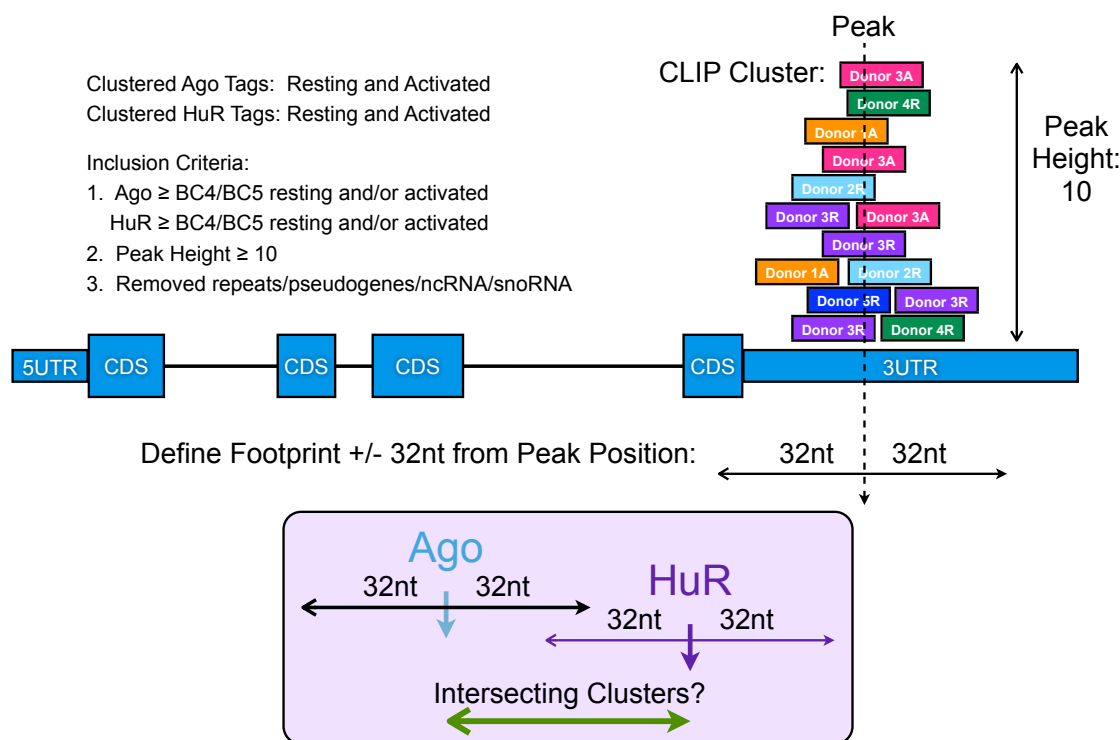 Peak
CLIP Cluster:
Clustered Ago Tags: Resting and Activated
Clustered HuR Tags: Resting and Activated
Inclusion Criteria:
1. Ago ≥ BC4/BC5 resting and/or activated
HuR ≥ BC4/BC5 resting and/or activated
2. Peak Height ≥ 10
3. Removed repeats/pseudogenes/ncRNA/snoRNA
Donor 3A
Donor 4R
Donor 1A
Donor 3A
Donor 2R
Donor 3R Donor 3A
Donor 3R
Donor 1A Donor 2R
Donor 5R Donor 3R
Donor 3R Donor 4R
Peak
Height:
10
5UTR CDS CDS CDS CDS 3UTR
Define Footprint +/- 32nt from Peak Position: 32nt 32nt
Ago
32nt 32nt
HuR
32nt 32nt
Intersecting Clusters?